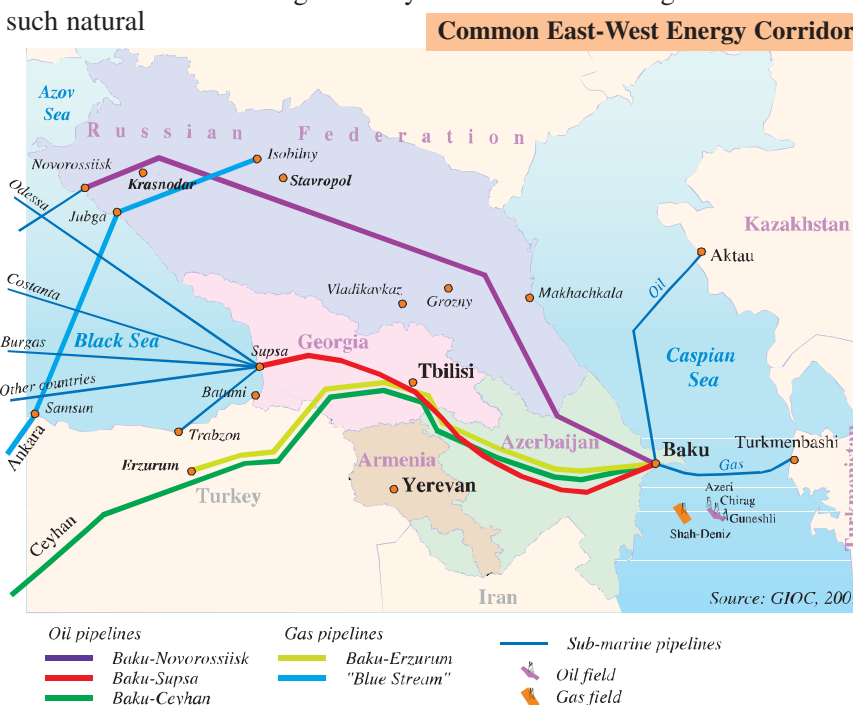 such natural
Common East-West Energy Corridor
Azov
Sea
Russian Federation
Novorossiisk
Isobilny
Krasnodar
Stavropol
Odessa
Jubga
Kazakhstan
Aktau
Oil
Costanta
Vladikavkaz
Grozny
Makhachkala
Burgas
Black Sea
Georgia
Supsa
Caspian
Sea
Tbilisi
Other countries
Batumi
Samsun
Trabzon
Ankara
Azerbaijan
Baku
Turkmenbashi
Armenia
Gas
Erzurum
Yerevan
Turkey
Azeri
Chirag
Guneshli
Shah-Deniz
Turkmenistan
Ceyhan
Iran
Source: GIOC, 200
Oil pipelines
Baku-Novorossiisk
Baku-Supsa
Baku-Ceyhan
Gas pipelines
Baku-Erzurum
"Blue Stream"
Sub-marine pipelines
Oil field
Gas field